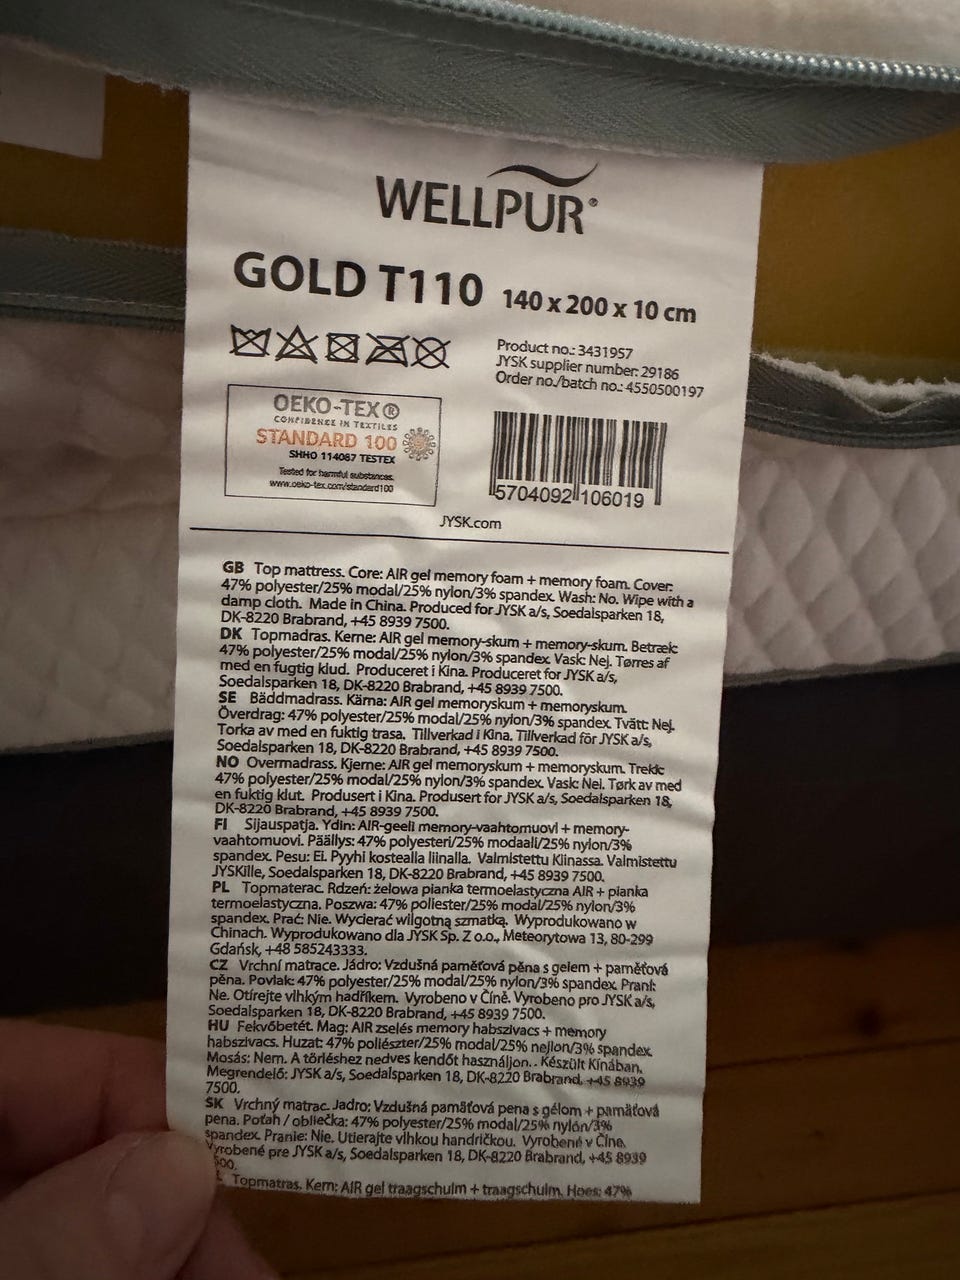 WELLPUR®
GOLD T110 140 x 200 x 10 cm
Product no.: 3431957
JYSK supplier number: 29186
Order no./batch no.: 4550500197
OEKO-TEX®
CONFIDENCE IN TEXTILES
STANDARD 100
SHHO 114087 TESTEX
Tested for harmful substances.
www.oeko-tex.com/standard100
5704092 106019
JYSK.com
GB Top mattress. Core: AIR gel memory foam + memory foam. Cover:
47% polyester/25% modal/25% nylon/3% spandex. Wash: No. Wipe with a
damp cloth. Made in China. Produced for JYSK a/s, Soedalsparken 18,
DK-8220 Brabrand, +45 8939 7500.
DK Topmadras. Kerne: AIR gel memory-skum + memory-skum. Betræk:
47% polyester/25% modal/25% nylon/3% spandex. Vask: Nej. Tørres af
med en fugtig klud. Produceret i Kina. Produceret for JYSK a/s,
Soedalsparken 18, DK-8220 Brabrand, +45 8939 7500.
SE Bäddmadrass. Kärna: AIR gel memoryskum + memoryskum.
Överdrag: 47% polyester/25% modal/25% nylon/3% spandex. Tvätt: Nej.
Torka av med en fuktig trasa. Tillverkad i Kina. Tillverkad för JYSK a/s,
Soedalsparken 18, DK-8220 Brabrand, +45 8939 7500.
NO Overmadrass. Kjerne: AIR gel memoryskum + memoryskum. Trekk:
47% polyester/25% modal/25% nylon/3% spandex. Vask: Nei. Tørk av med
en fuktig klut. Produsert i Kina. Produsert for JYSK a/s, Soedalsparken 18,
DK-8220 Brabrand, +45 8939 7500.
FI Sijauspatja. Ydin: AIR-geeli memory-vaahtomuovi + memory-
vaahtomuovi. Päällys: 47% polyesteri/25% modaali/25% nylon/3%
spandex. Pesu: Ei. Pyyhi kostealla liinalla. Valmistettu Kiinassa. Valmistettu
JYSKille, Soedalsparken 18, DK-8220 Brabrand, +45 8939 7500.
PL Topmaterac. Rdzeń: żelowa pianka termoelastyczna AIR + pianka
termoelastyczna. Poszwa: 47% poliester/25% modal/25% nylon/3%
spandex. Prać: Nie. Wycierać wilgotną szmatką. Wyprodukowano w
Chinach. Wyprodukowano dla JYSK Sp. Z o.o., Meteorytowa 13, 80-299
Gdańsk, +48 585243333.
CZ Vrchní matrace. Jádro: Vzdušná paměťová pěna s gelem + paměťová
pěna. Povlak: 47% polyester/25% modal/25% nylon/3% spandex. Praní:
Ne. Otírejte vlhkým hadříkem. Vyrobeno v Číně. Vyrobeno pro JYSK a/s,
Soedalsparken 18, DK-8220 Brabrand, +45 8939 7500.
HU Fekvőbetét. Mag: AIR zselés memory habszivacs + memory
habszivacs. Huzat: 47% poliészter/25% modal/25% nejlon/3% spandex.
Mosás: Nem. A törléshez nedves kendőt használjon. . Készült Kínában.
Megrendelő: JYSK a/s, Soedalsparken 18, DK-8220 Brabrand, +45 8939
7500.
SK Vrchný matrac. Jadro: Vzdušná pamäťová pena s gélom + pamäťová
pena. Poťah / obliečka: 47% polyester/25% modal/25% nylón/3%
spandex. Pranie: Nie. Utierajte vlhkou handričkou. Vyrobené v Číne.
Vyrobené pre JYSK a/s, Soedalsparken 18, DK-8220 Brabrand, +45 8939
500.
Topmatras. Kern: AIR gel traagschuim + traagschuim. Hoes: 47%